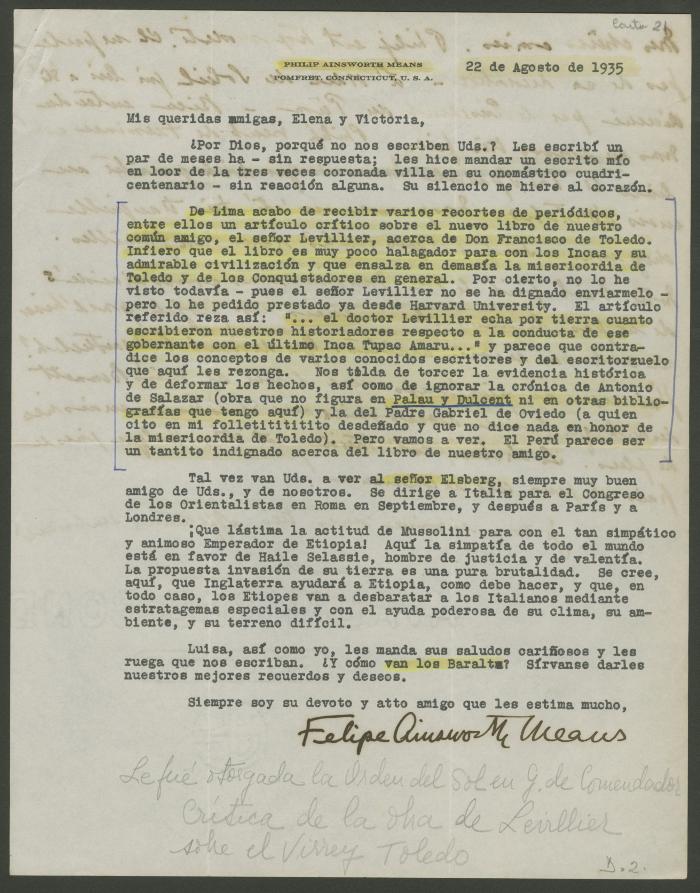 Carta 21
PHILIP AINSWORTH MEANS
POMFRET, CONNECTICUT, U. S. A.
22 de Agosto de 1935
Mis queridas amigas, Elena y Victoria,
¿Por Dios, porqué no nos escriben Uds.? Les escribí un
par de meses ha - sin respuesta; les hice mandar un escrito mío
en loor de la tres veces coronada villa en su onomástico cuadri-
centenario - sin reacción alguna. Su silencio me hiere al corazón.
De Lima acabo de recibir varios recortes de periódicos,
entre ellos un artículo crítico sobre el nuevo libro de nuestro
común amigo, el señor Levillier, acerca de Don Francisco de Toledo.
Infiero que el libro es muy poco halagador para con los Incas y su
admirable civilización y que ensalza en demasía la misericordia de
Toledo y de los Conquistadores en general. Por cierto, no lo he
visto todavía - pues el señor Levillier no se ha dignado enviarmelo -
pero lo he pedido prestado ya desde Harvard University. El artículo
referido reza así: "... el doctor Levillier echa por tierra cuanto
escribieron nuestros historiadores respecto a la conducta de ese
gobernante con el último Inca Tupac Amaru..." y parece que contra-
dice los conceptos de varios conocidos escritores y del escritorzuelo
que aquí les rezonga. Nos tilda de torcer la evidencia histórica
y de deformar los hechos, así como de ignorar la crónica de Antonio
de Salazar (obra que no figura en Palau y Dulcent ni en otras biblio-
grafías que tengo aquí) y la del Padre Gabriel de Oviedo (a quien
cito en mi folletitititito desdeñado y que no dice nada en honor de
la misericordia de Toledo). Pero vamos a ver. El Perú parece ser
un tantito indignado acerca del libro de nuestro amigo.
Tal vez van Uds. a ver al señor Elsberg, siempre muy buen
amigo de Uds., y de nosotros. Se dirige a Italia para el Congreso
de los Orientalistas en Roma en Septiembre, y después a París y a
Londres.
¡Que lástima la actitud de Mussolini para con el tan simpático
y animoso Emperador de Etiopia! Aquí la simpatía de todo el mundo
está en favor de Haile Selassie, hombre de justicia y de valentía.
La propuesta invasión de su tierra es una pura brutalidad. Se cree,
aquí, que Inglaterra ayudará a Etiopia, como debe hacer, y que, en
todo caso, los Etiopes van a desbaratar a los Italianos mediante
estratagemas especiales y con el ayuda poderosa de su clima, su am-
biente, y su terreno difícil.
Luisa, así como yo, les manda sus saludos cariñosos y les
ruega que nos escriban. ¿Y cómo van los Baralts? Sírvanse darles
nuestros mejores recuerdos y deseos.
Siempre soy su devoto y atto amigo que les estima mucho,
Felipe Ainsworth Means
Le fué otorgada la Orden del Sol en G. de Comendador
Crítica de la obra de Levillier
sobre el Virrey Toledo
D.2.